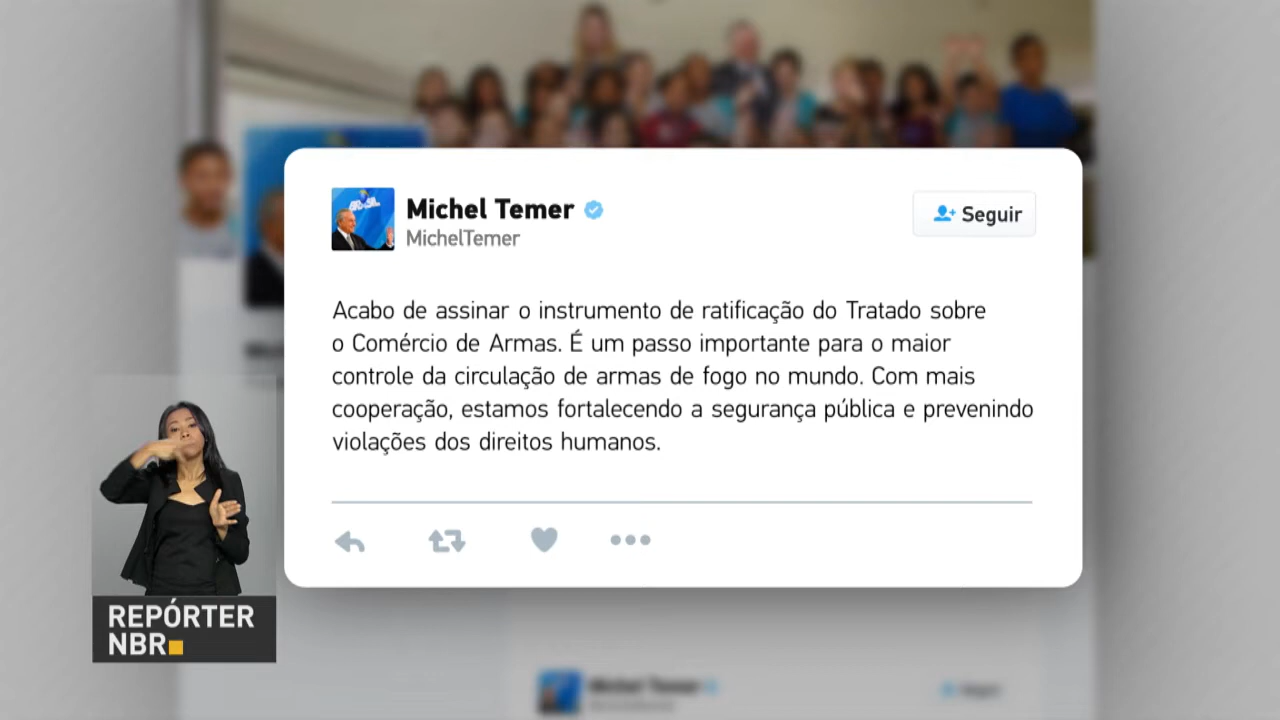 Michel Temer
MichelTemer
Seguir
Acabo de assinar o instrumento de ratificação do Tratado sobre
o Comércio de Armas. É um passo importante para o maior
controle da circulação de armas de fogo no mundo. Com mais
cooperação, estamos fortalecendo a segurança pública e prevenindo
violações dos direitos humanos.
REPÓRTER
NBR
Michel Temer